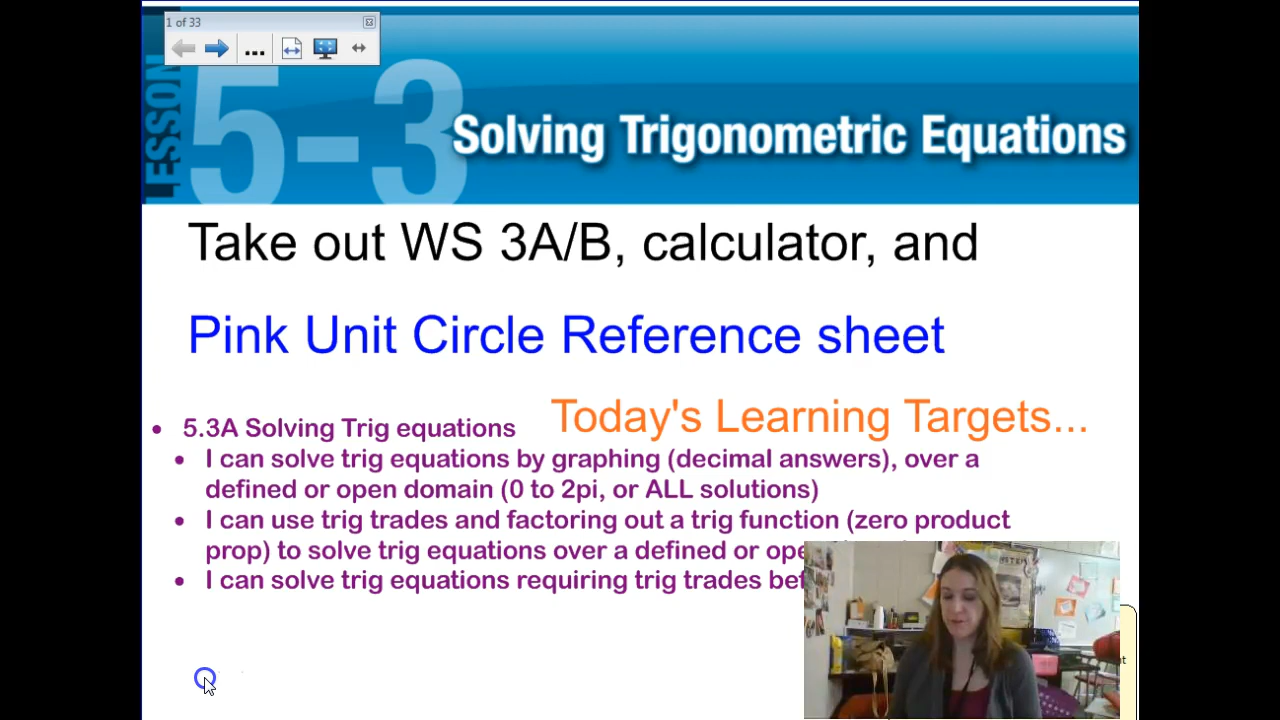 1 of 33
LESSON
5-3
Solving Trigonometric Equations
Take out WS 3A/B, calculator, and
Pink Unit Circle Reference sheet
Today's Learning Targets...
• 5.3A Solving Trig equations
• I can solve trig equations by graphing (decimal answers), over a
defined or open domain (0 to 2pi, or ALL solutions)
• I can use trig trades and factoring out a trig function (zero product
prop) to solve trig equations over a defined or
• I can solve trig equations requiring trig trades